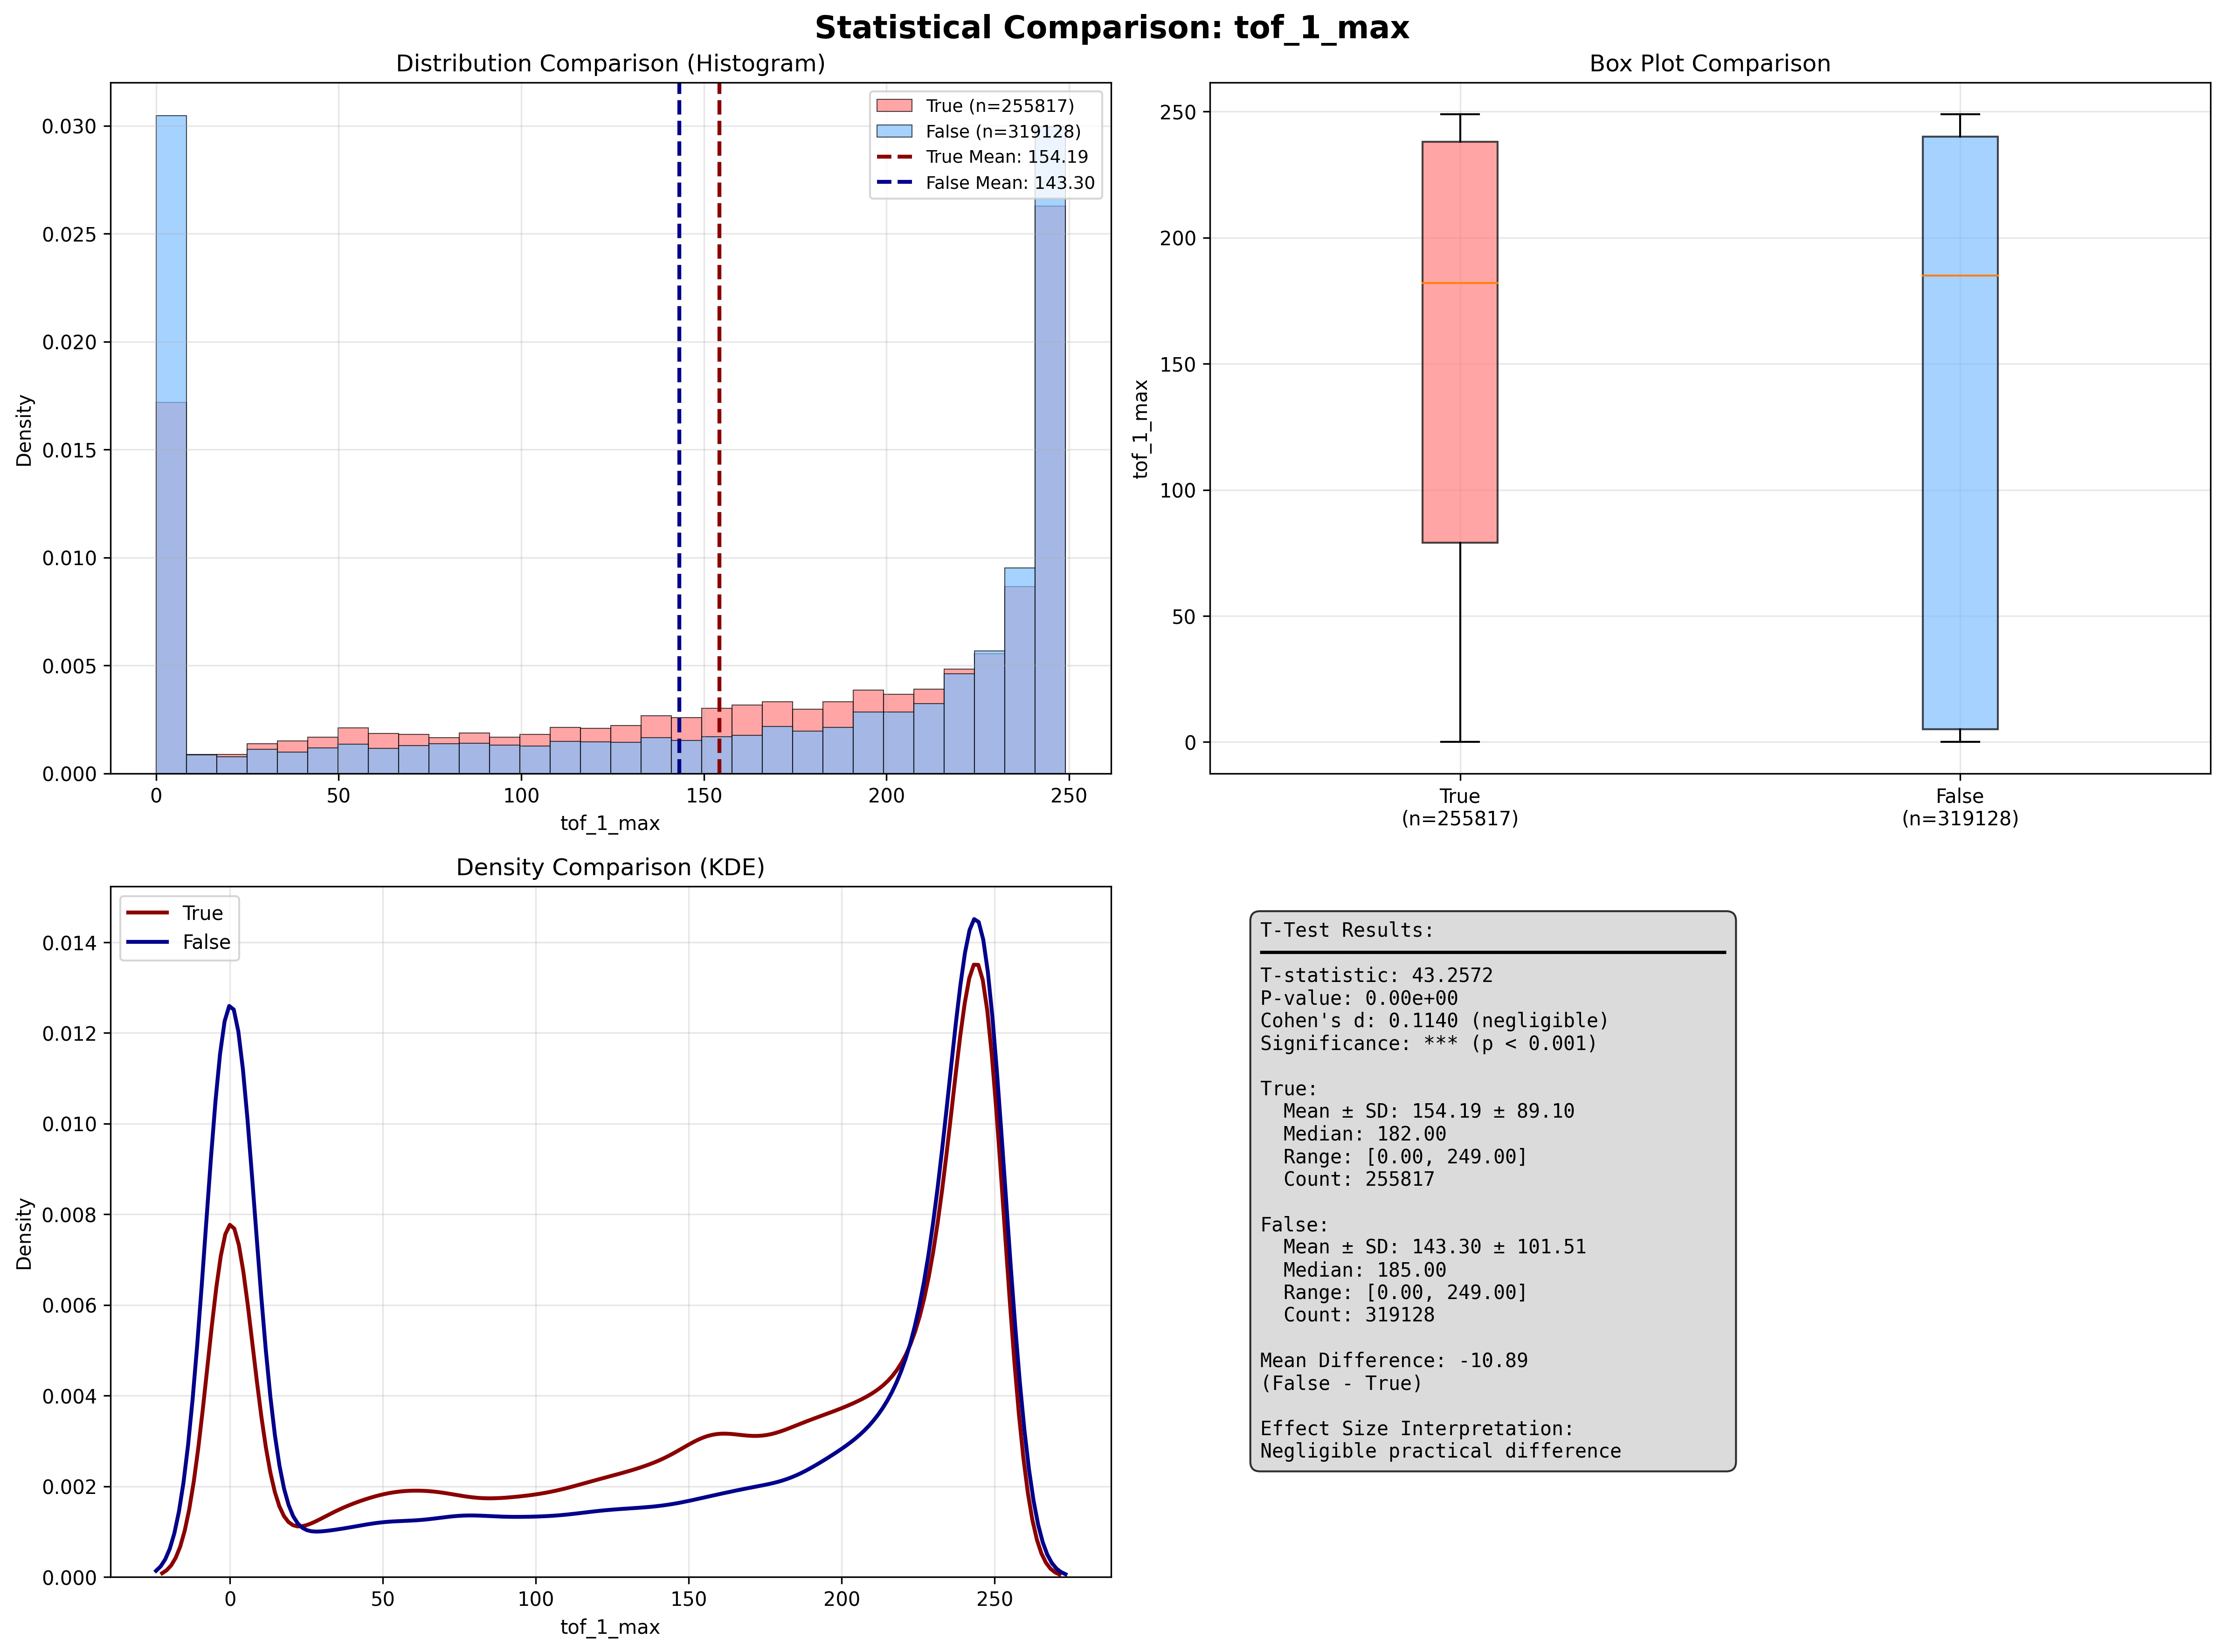 Statistical Comparison: tof_1_max
Distribution Comparison (Histogram)
0.030
0.025
0.020
0.015
0.010
0.005
0.000
Density
0
50
100
150
200
250
tof_1_max
True (n=255817)
False (n=319128)
True Mean: 154.19
False Mean: 143.30
Box Plot Comparison
250
200
150
100
50
0
tof_1_max
True
(n=255817)
False
(n=319128)
Density Comparison (KDE)
True
False
0.014
0.012
0.010
0.008
0.006
0.004
0.002
0.000
Density
0
50
100
150
200
250
tof_1_max
T-Test Results:
T-statistic: 43.2572
P-value: 0.00e+00
Cohen's d: 0.1140 (negligible)
Significance: *** (p < 0.001)
True:
Mean ± SD: 154.19 ± 89.10
Median: 182.00
Range: [0.00, 249.00]
Count: 255817
False:
Mean ± SD: 143.30 ± 101.51
Median: 185.00
Range: [0.00, 249.00]
Count: 319128
Mean Difference: -10.89
(False - True)
Effect Size Interpretation:
Negligible practical difference